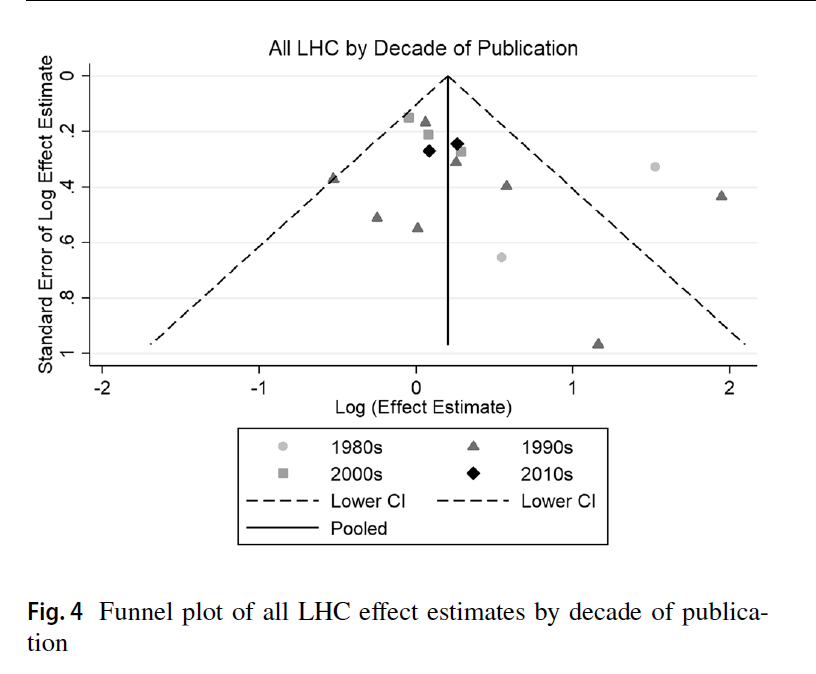 All LHC by Decade of Publication
Standard Error of Log Effect Estimate
0
.2
.4
.6
.8
1
-2
-1
0
1
2
Log (Effect Estimate)
1980s
1990s
2000s
2010s
Lower CI
Lower CI
Pooled
Fig. 4 Funnel plot of all LHC effect estimates by decade of publica-
tion